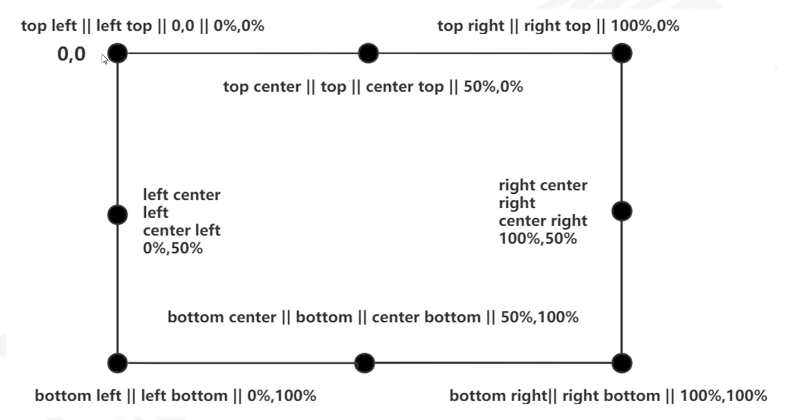 top left || left top || 0,0 || 0%,0%
top right || right top || 100%,0%
0,0
top center || top || center top || 50%,0%
left center
left
center left
0%,50%
right center
right
center right
100%,50%
bottom center || bottom || center bottom || 50%,100%
bottom left || left bottom || 0%,100%
bottom right|| right bottom || 100%,100%